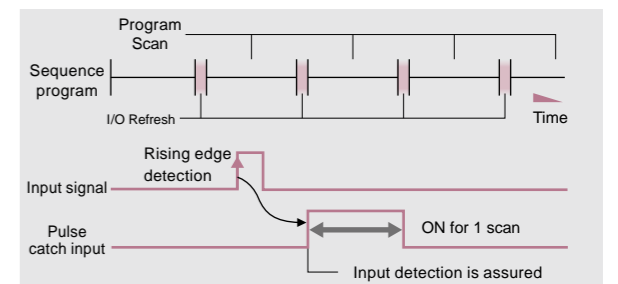 Program
Scan
Sequence
program
I/O Refresh
Time
Rising edge
detection
Input signal
Pulse
catch input
ON for 1 scan
Input detection is assured